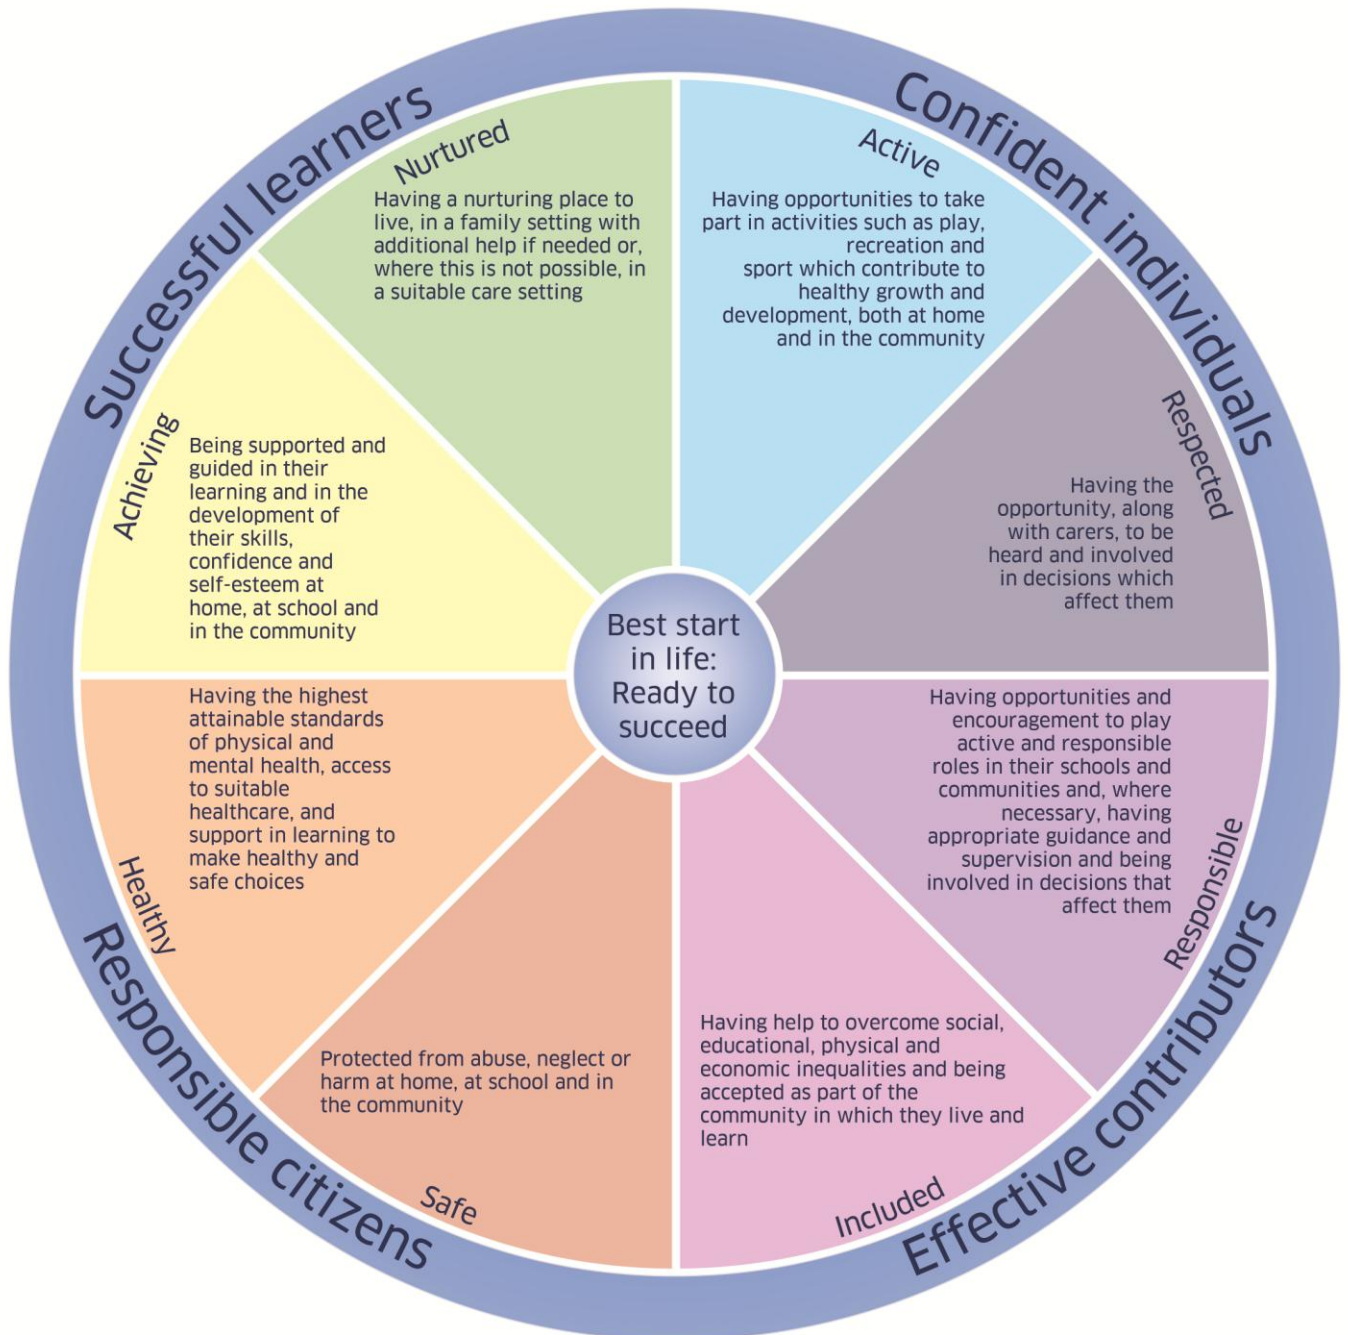 Successful learners
Confident individuals
Nurtured
Having a nurturing place to
live, in a family setting with
additional help if needed or,
where this is not possible, in
a suitable care setting
Active
Having opportunities to take
part in activities such as play,
recreation and
sport which contribute to
healthy growth and
development, both at home
and in the community
Achieving
Being supported and
guided in their
learning and in the
development of
their skills,
confidence and
self-esteem at
home, at school and
in the community
Respected
Having the
opportunity, along
with carers, to be
heard and involved
in decisions which
affect them
Best start
in life:
Ready to
succeed
Healthy
Having the highest
attainable standards
of physical and
mental health, access
to suitable
healthcare, and
support in learning to
make healthy and
safe choices
Responsible
Having opportunities and
encouragement to play
active and responsible
roles in their schools and
communities and, where
necessary, having
appropriate guidance and
supervision and being
involved in decisions that
affect them
Protected from abuse, neglect or
harm at home, at school and in
the community
Safe
Having help to overcome social,
educational, physical and
economic inequalities and being
accepted as part of the
community in which they live and
learn
Included
Responsible citizens
Effective contributors